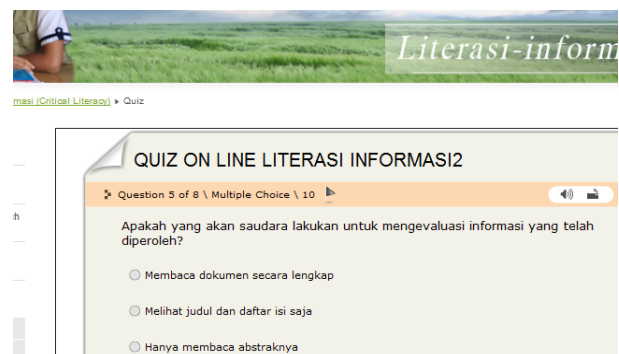 Literasi-inform
masi (Critical Literacy) ▸ Quiz
QUIZ ON LINE LITERASI INFORMASI2
Question 5 of 8 \ Multiple Choice \ 10
Apakah yang akan saudara lakukan untuk mengevaluasi informasi yang telah
diperoleh?
Membaca dokumen secara lengkap
Melihat judul dan daftar isi saja
Hanya membaca abstraknya